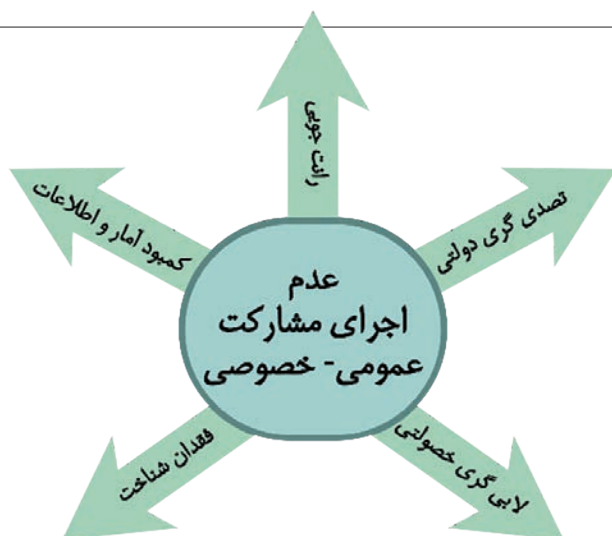 رانت جویی
تصدی گری دولتی
کمبود آمار و اطلاعات
عدم
اجرای مشارکت
عمومی- خصوصی
لابی گری خصولتی
فقدان شناخت